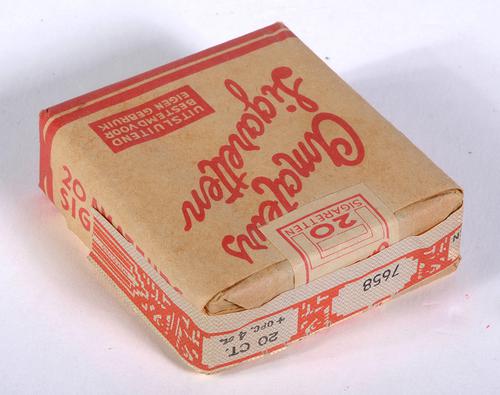 Amateurs
Sigaretten
UITSLUITEND
BESTEMD VOOR
EIGEN GEBRUIK
20
SIG
20
SIGARETTEN
7658
20 CT.
+ OPC. 4 ct.